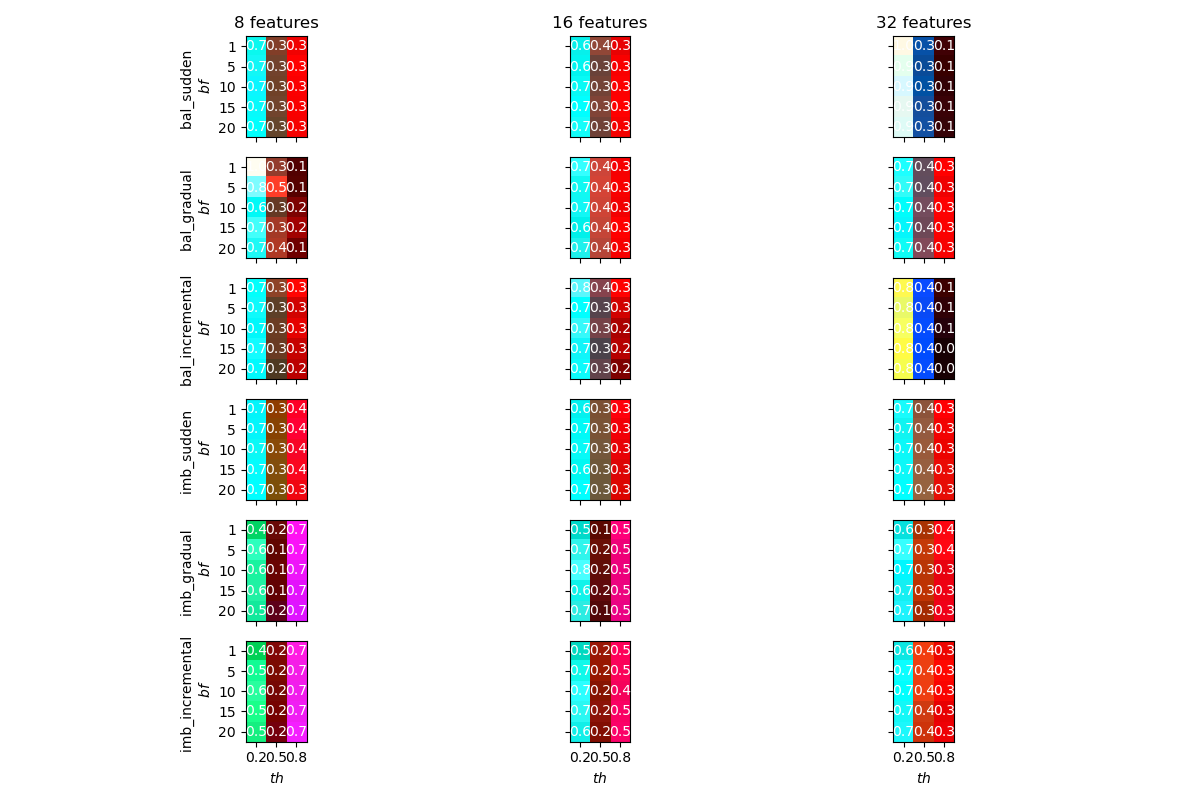 8 features 16 features 32 features
bal_sudden
bf
1 0.7 0.3 0.3 0.6 0.4 0.3 0.3 0.1
5 0.7 0.3 0.3 0.6 0.3 0.3 0.3 0.1
10 0.7 0.3 0.3 0.7 0.3 0.3 0.3 0.1
15 0.7 0.3 0.3 0.7 0.3 0.3 0.3 0.1
20 0.7 0.3 0.3 0.7 0.3 0.3 0.3 0.1
bal_gradual
bf
1 0.3 0.1 0.7 0.4 0.3 0.7 0.4 0.3
5 0.8 0.5 0.1 0.7 0.4 0.3 0.7 0.4 0.3
10 0.6 0.3 0.2 0.7 0.4 0.3 0.7 0.4 0.3
15 0.7 0.3 0.2 0.6 0.4 0.3 0.7 0.4 0.3
20 0.7 0.4 0.1 0.7 0.4 0.3 0.7 0.4 0.3
bal_incremental
bf
1 0.7 0.3 0.3 0.8 0.4 0.3 0.8 0.4 0.1
5 0.7 0.3 0.3 0.7 0.3 0.3 0.8 0.4 0.1
10 0.7 0.3 0.3 0.7 0.3 0.2 0.8 0.4 0.1
15 0.7 0.3 0.3 0.7 0.3 0.2 0.8 0.4 0.0
20 0.7 0.2 0.2 0.7 0.3 0.2 0.8 0.4 0.0
imb_sudden
bf
1 0.7 0.3 0.4 0.6 0.3 0.3 0.7 0.4 0.3
5 0.7 0.3 0.4 0.7 0.3 0.3 0.7 0.4 0.3
10 0.7 0.3 0.4 0.7 0.3 0.3 0.7 0.4 0.3
15 0.7 0.3 0.4 0.6 0.3 0.3 0.7 0.4 0.3
20 0.7 0.3 0.3 0.7 0.3 0.3 0.7 0.4 0.3
imb_gradual
bf
1 0.4 0.2 0.7 0.5 0.1 0.5 0.6 0.3 0.4
5 0.6 0.1 0.7 0.7 0.2 0.5 0.7 0.3 0.4
10 0.6 0.1 0.7 0.8 0.2 0.5 0.7 0.3 0.3
15 0.6 0.1 0.7 0.6 0.2 0.5 0.7 0.3 0.3
20 0.5 0.2 0.7 0.7 0.1 0.5 0.7 0.3 0.3
imb_incremental
bf
1 0.4 0.2 0.7 0.5 0.2 0.5 0.6 0.4 0.3
5 0.5 0.2 0.7 0.7 0.2 0.5 0.7 0.4 0.3
10 0.6 0.2 0.7 0.7 0.2 0.4 0.7 0.4 0.3
15 0.5 0.2 0.7 0.7 0.2 0.5 0.7 0.4 0.3
20 0.5 0.2 0.7 0.6 0.2 0.5 0.7 0.4 0.3
0.2 0.5 0.8 0.2 0.5 0.8 0.2 0.5 0.8
th th th